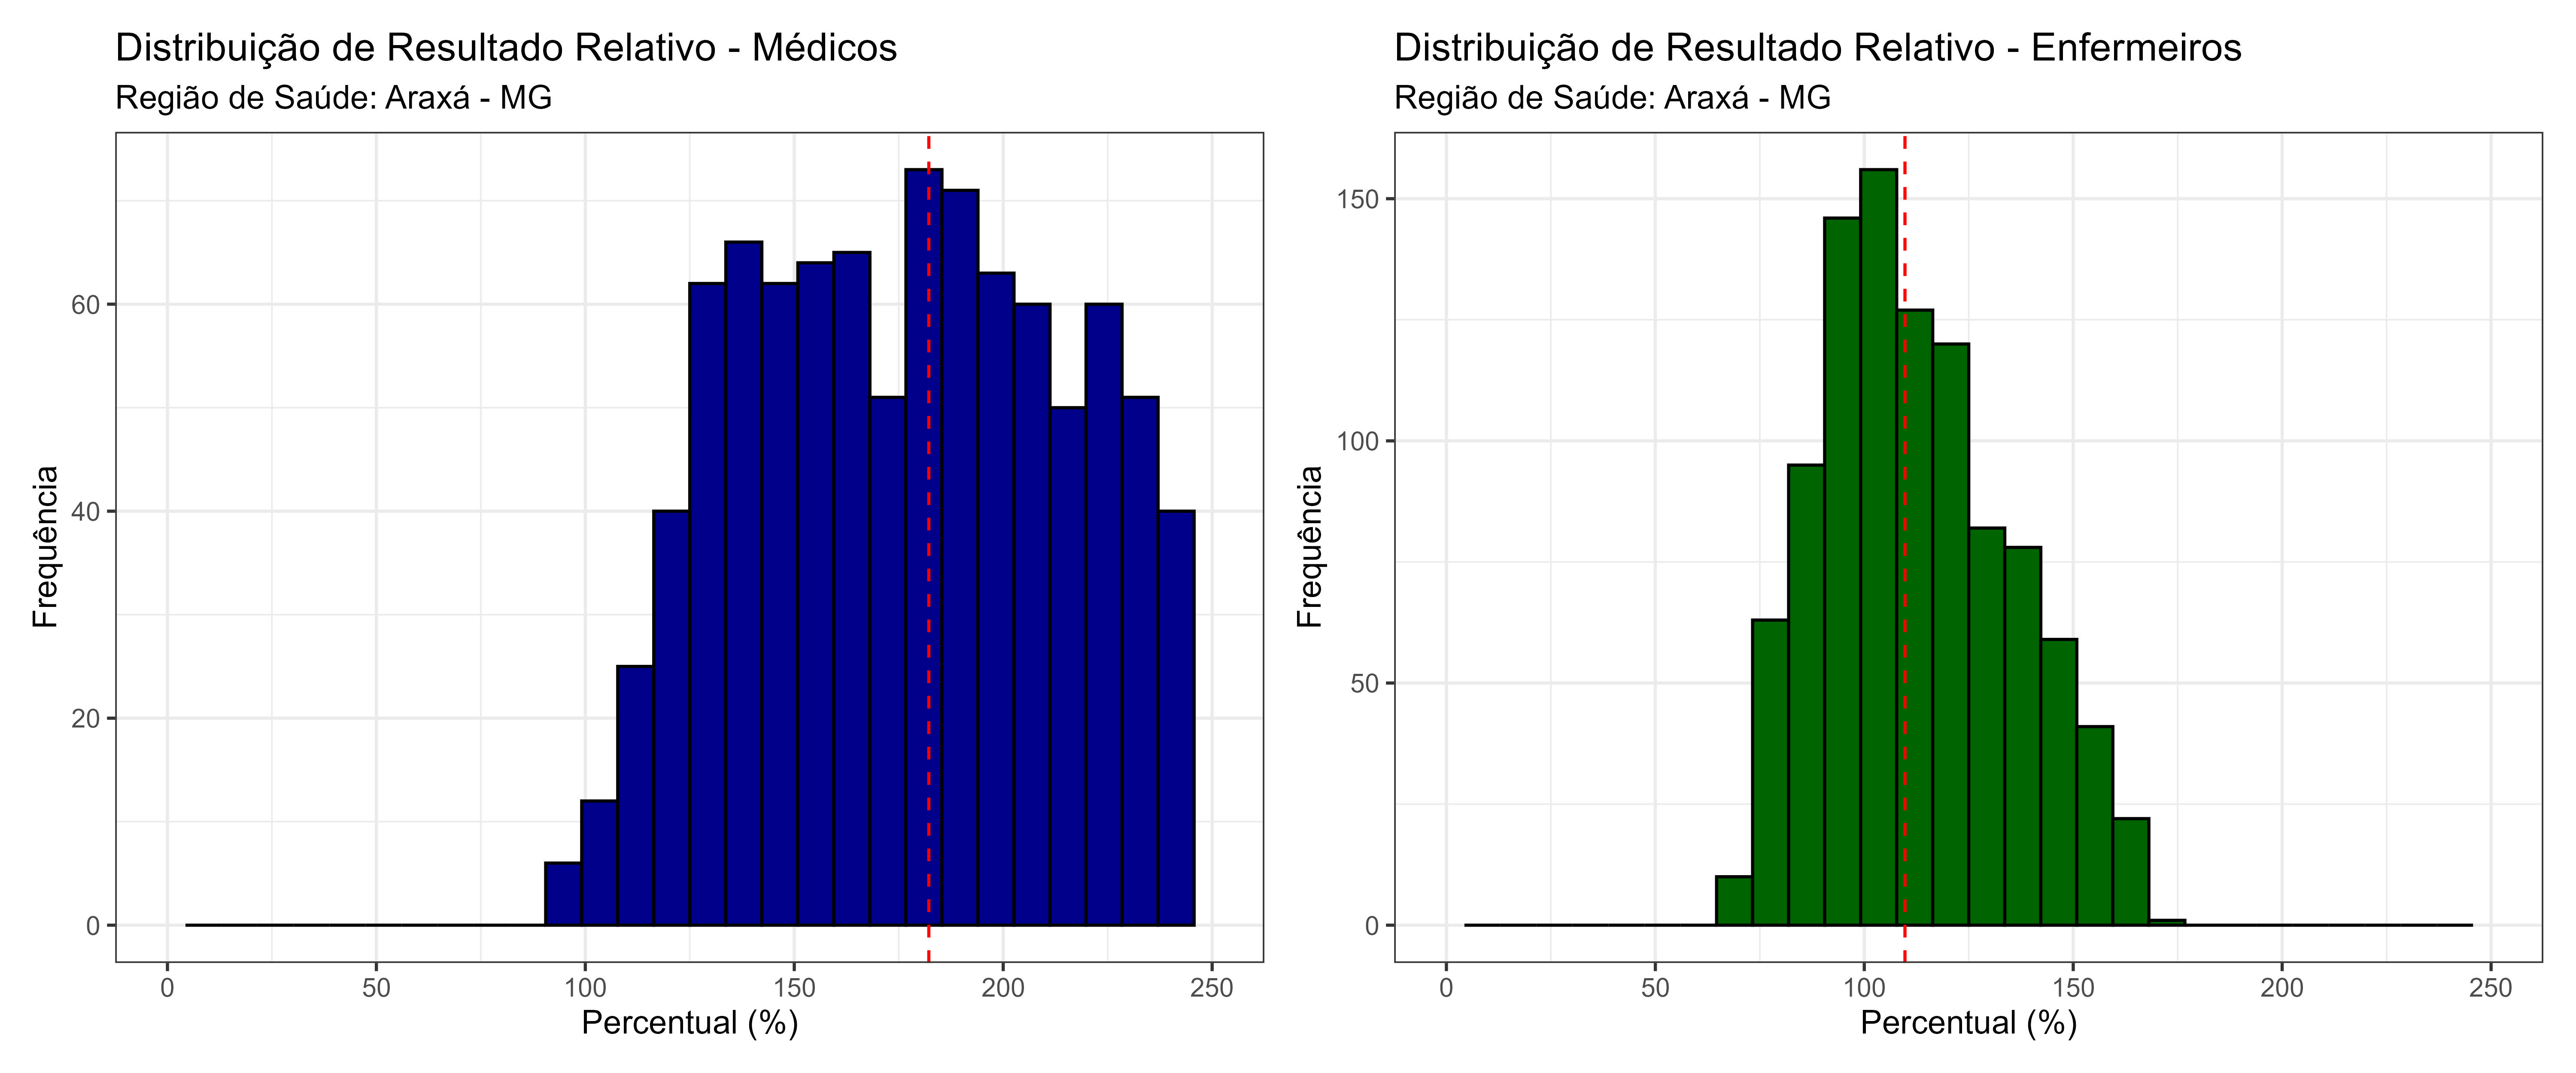 Distribuição de Resultado Relativo - Médicos
Região de Saúde: Araxá - MG
Frequência
60
40
20
0
0 50 100 150 200 250
Percentual (%)
Distribuição de Resultado Relativo - Enfermeiros
Região de Saúde: Araxá - MG
Frequência
150
100
50
0
0 50 100 150 200 250
Percentual (%)